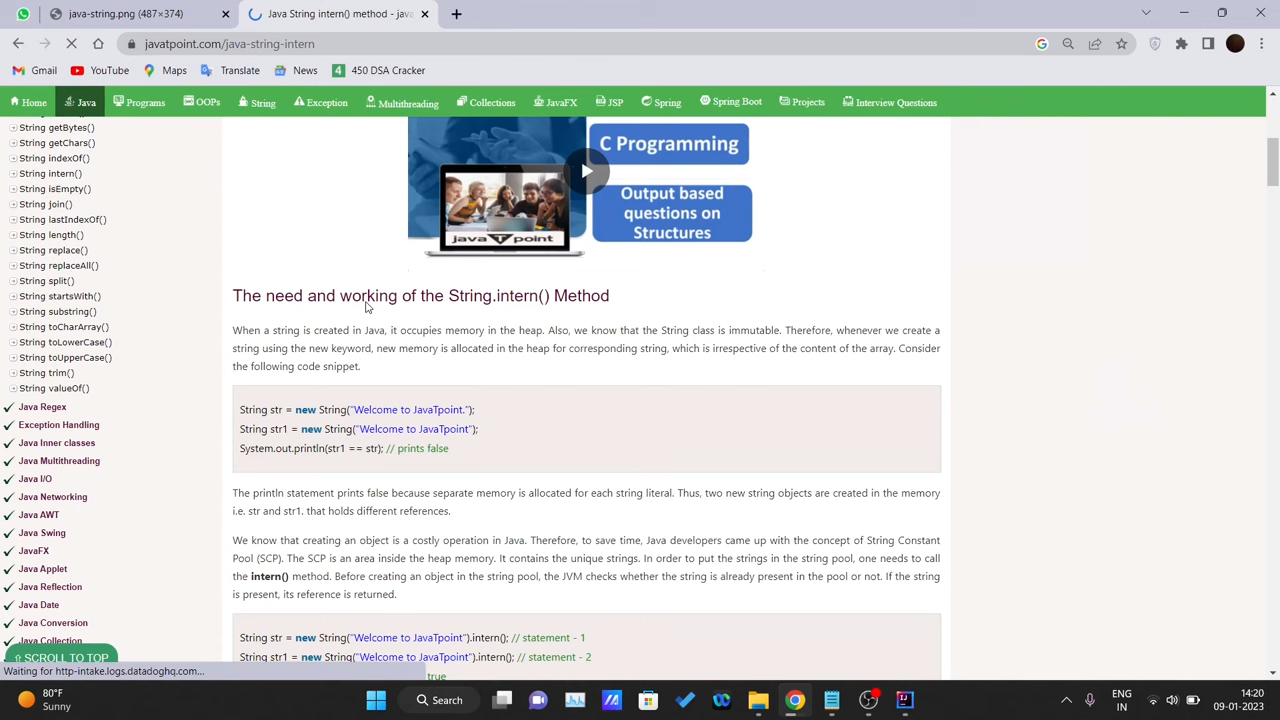 java-string.png (487×374)
Java String intern() method - java
javatpoint.com/java-string-intern
Gmail
YouTube
Maps
Translate
News
4
450 DSA Cracker
Home
Java
Programs
OOPs
String
Exception
Multithreading
Collections
JavaFX
JSP
Spring
Spring Boot
Projects
Interview Questions
String getBytes()
String getChars()
String indexOf()
String intern()
String isEmpty()
String join()
String lastIndexOf()
String length()
String replace()
String replaceAll()
String split()
String startsWith()
String substring()
String toCharArray()
String toLowerCase()
String toUpperCase()
String trim()
String valueOf()
Java Regex
Exception Handling
Java Inner classes
Java Multithreading
Java I/O
Java Networking
Java AWT
Java Swing
JavaFX
Java Applet
Java Reflection
Java Date
Java Conversion
Java Collection
⇧ SCROLL TO TOP
C Programming
Output based
questions on
Structures
Java T point
The need and working of the String.intern() Method
When a string is created in Java, it occupies memory in the heap. Also, we know that the String class is immutable. Therefore, whenever we create a
string using the new keyword, new memory is allocated in the heap for corresponding string, which is irrespective of the content of the array. Consider
the following code snippet.
String str = new String("Welcome to JavaTpoint.");
String str1 = new String("Welcome to JavaTpoint");
System.out.println(str1 == str); // prints false
The println statement prints false because separate memory is allocated for each string literal. Thus, two new string objects are created in the memory
i.e. str and str1. that holds different references.
We know that creating an object is a costly operation in Java. Therefore, to save time, Java developers came up with the concept of String Constant
Pool (SCP). The SCP is an area inside the heap memory. It contains the unique strings. In order to put the strings in the string pool, one needs to call
the intern() method. Before creating an object in the string pool, the JVM checks whether the string is already present in the pool or not. If the string
is present, its reference is returned.
String str = new String("Welcome to JavaTpoint").intern(); // statement - 1
String str1 = new String("Welcome to JavaTpoint").intern(); // statement - 2
true
Waiting for http-intake.logs.datadoghq.com...
80°F
Sunny
Search
ENG
IN
14:20
09-01-2023